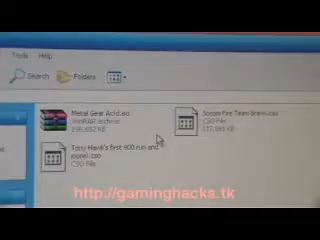 Tools Help
Search Folders
Metal Gear Acid.iso
WinRAR archive
Socom Fire Team Bravo.cso
CSO File
Tony Hawk's first 900 run and
more!.cso
CSO File
http://gaminghacks.tk